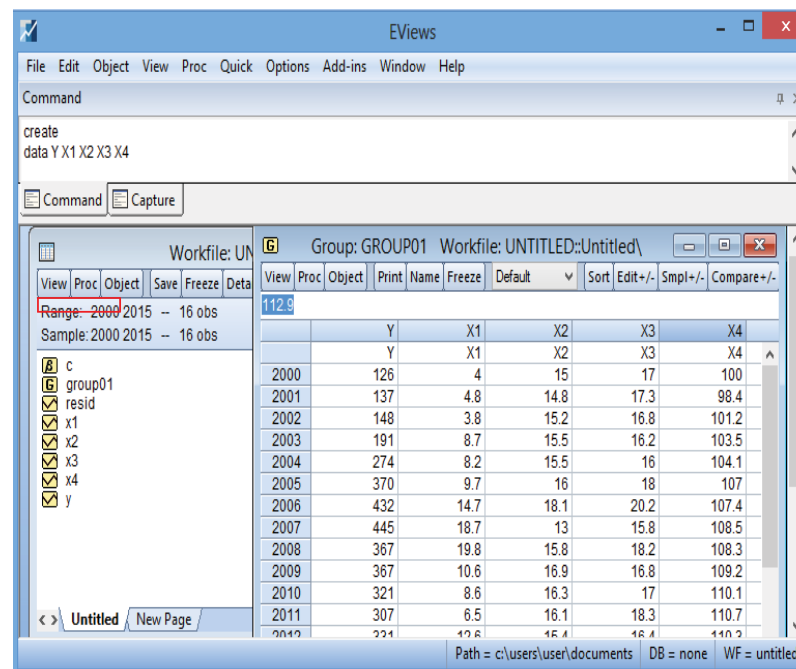 EViews
File Edit Object View Proc Quick Options Add-ins Window Help
Command
create
data Y X1 X2 X3 X4
Command Capture
Workfile: UN
View Proc Object Save Freeze Deta
Range: 2000 2015 -- 16 obs
Sample: 2000 2015 -- 16 obs
c
group01
resid
x1
x2
x3
x4
y
Untitled New Page
G Group: GROUP01 Workfile: UNTITLED::Untitled\
View Proc Object Print Name Freeze Default Sort Edit+/- Smpl+/- Compare+/-
112.9
Y X1 X2 X3 X4
Y X1 X2 X3 X4
2000 126 4 15 17 100
2001 137 4.8 14.8 17.3 98.4
2002 148 3.8 15.2 16.8 101.2
2003 191 8.7 15.5 16.2 103.5
2004 274 8.2 15.5 16 104.1
2005 370 9.7 16 18 107
2006 432 14.7 18.1 20.2 107.4
2007 445 18.7 13 15.8 108.5
2008 367 19.8 15.8 18.2 108.3
2009 367 10.6 16.9 16.8 109.2
2010 321 8.6 16.3 17 110.1
2011 307 6.5 16.1 18.3 110.7
2012 331 12.6 15.4 16.4 110.3
Path = c:\users\user\documents DB = none WF = untitled